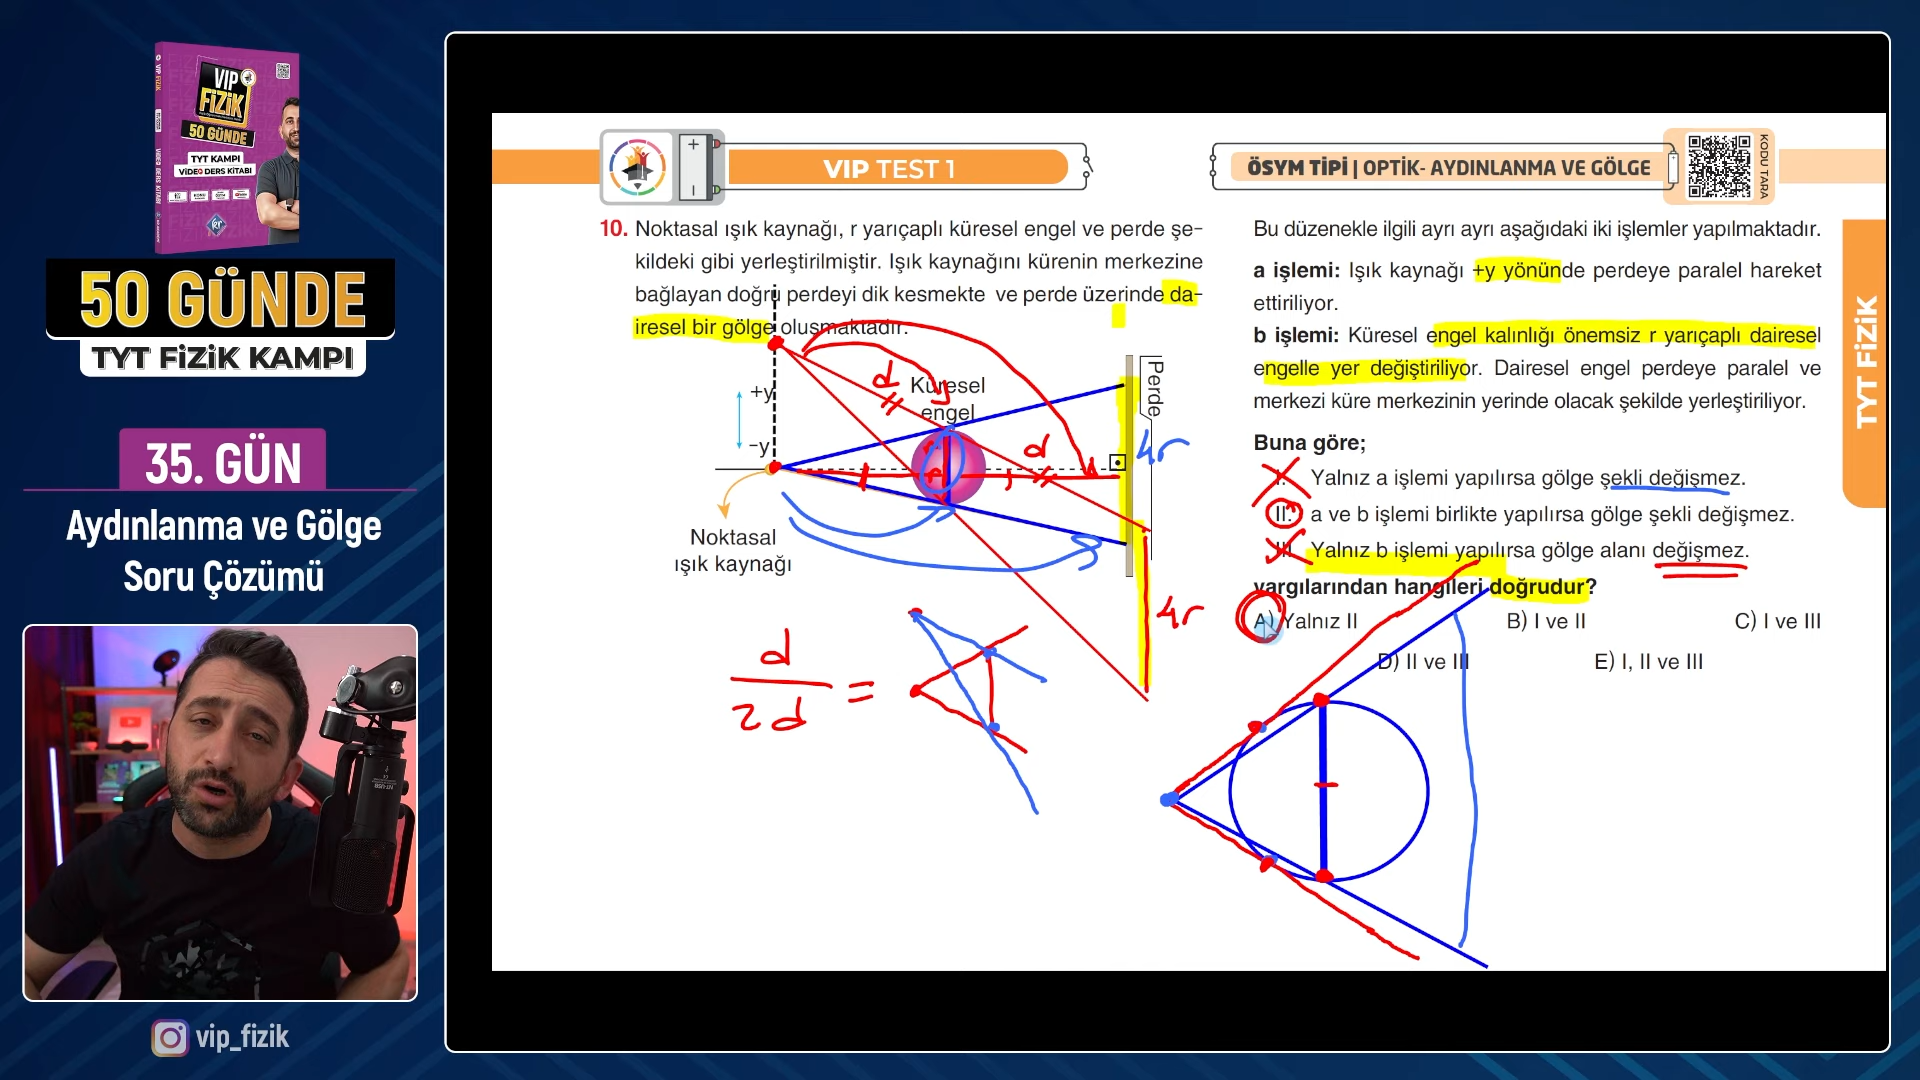 VIP
FİZİK
50 GÜNDE
TYT KAMPI
VİDEO DERS KİTABI
50 GÜNDE
TYT FİZİK KAMPI
35. GÜN
Aydınlanma ve Gölge
Soru Çözümü
vip_fizik
VIP TEST 1
10. Noktasal ışık kaynağı, r yarıçaplı küresel engel ve perde şe-
kildeki gibi yerleştirilmiştir. Işık kaynağını kürenin merkezine
bağlayan doğru perdeyi dik kesmekte ve perde üzerinde da-
iresel bir gölge oluşmaktadır.
+y
-y
Küresel
engel
Perde
Noktasal
ışık kaynağı
d
d
4r
4r
d
2d
=
ÖSYM TİPİ | OPTİK- AYDINLANMA VE GÖLGE
KODU TARA
Bu düzenekle ilgili ayrı ayrı aşağıdaki iki işlemler yapılmaktadır.
a işlemi: Işık kaynağı +y yönünde perdeye paralel hareket
ettiriliyor.
b işlemi: Küresel engel kalınlığı önemsiz r yarıçaplı dairesel
engelle yer değiştiriliyor. Dairesel engel perdeye paralel ve
merkezi küre merkezinin yerinde olacak şekilde yerleştiriliyor.
Buna göre;
I. Yalnız a işlemi yapılırsa gölge şekli değişmez.
II. a ve b işlemi birlikte yapılırsa gölge şekli değişmez.
III. Yalnız b işlemi yapılırsa gölge alanı değişmez.
yargılarından hangileri doğrudur?
A) Yalnız II B) I ve II C) I ve III
D) II ve III E) I, II ve III
TYT FİZİK